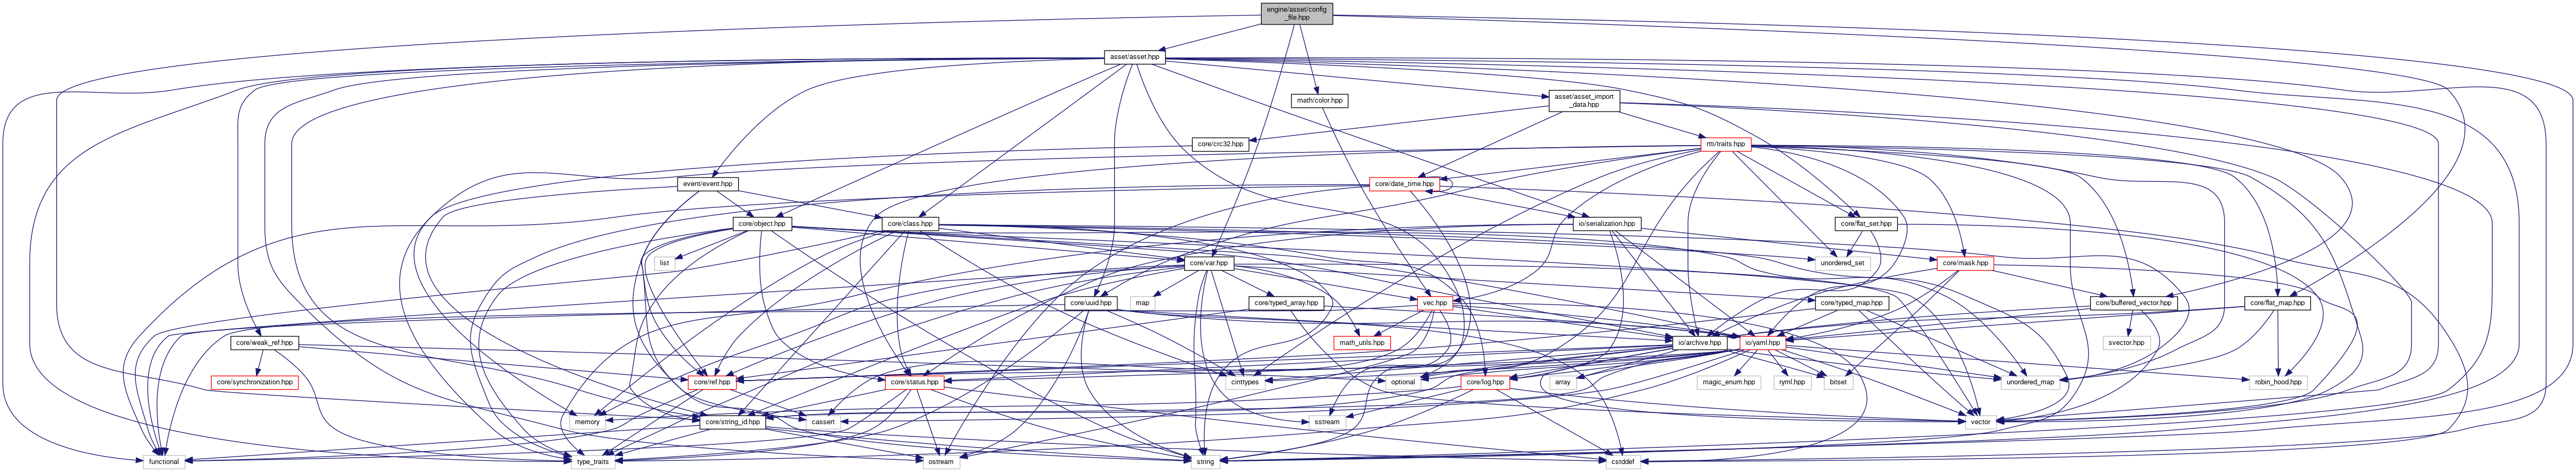 engine/asset/config
_file.hpp
asset/asset.hpp
math/color.hpp
asset/asset_import
_data.hpp
core/crc32.hpp
rtti/traits.hpp
event/event.hpp
core/date_time.hpp
core/object.hpp
core/class.hpp
io/serialization.hpp
core/flat_set.hpp
list
core/var.hpp
unordered_set
core/mask.hpp
core/uuid.hpp
map
core/typed_array.hpp
vec.hpp
core/typed_map.hpp
core/buffered_vector.hpp
core/flat_map.hpp
core/weak_ref.hpp
math_utils.hpp
io/archive.hpp
io/yaml.hpp
svector.hpp
core/synchronization.hpp
core/ref.hpp
core/status.hpp
cinttypes
optional
core/log.hpp
array
magic_enum.hpp
ryml.hpp
bitset
unordered_map
robin_hood.hpp
memory
core/string_id.hpp
cassert
sstream
vector
functional
type_traits
ostream
string
cstddef